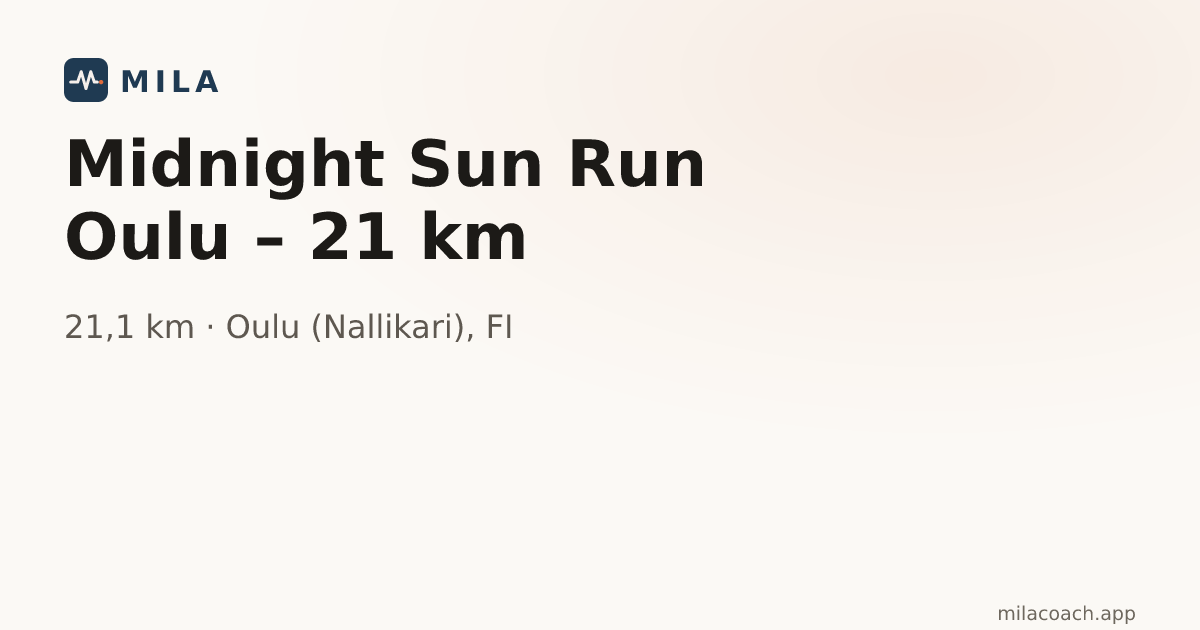 MILA
Midnight Sun Run
Oulu – 21 km
21,1 km · Oulu (Nallikari), FI
milacoach.app